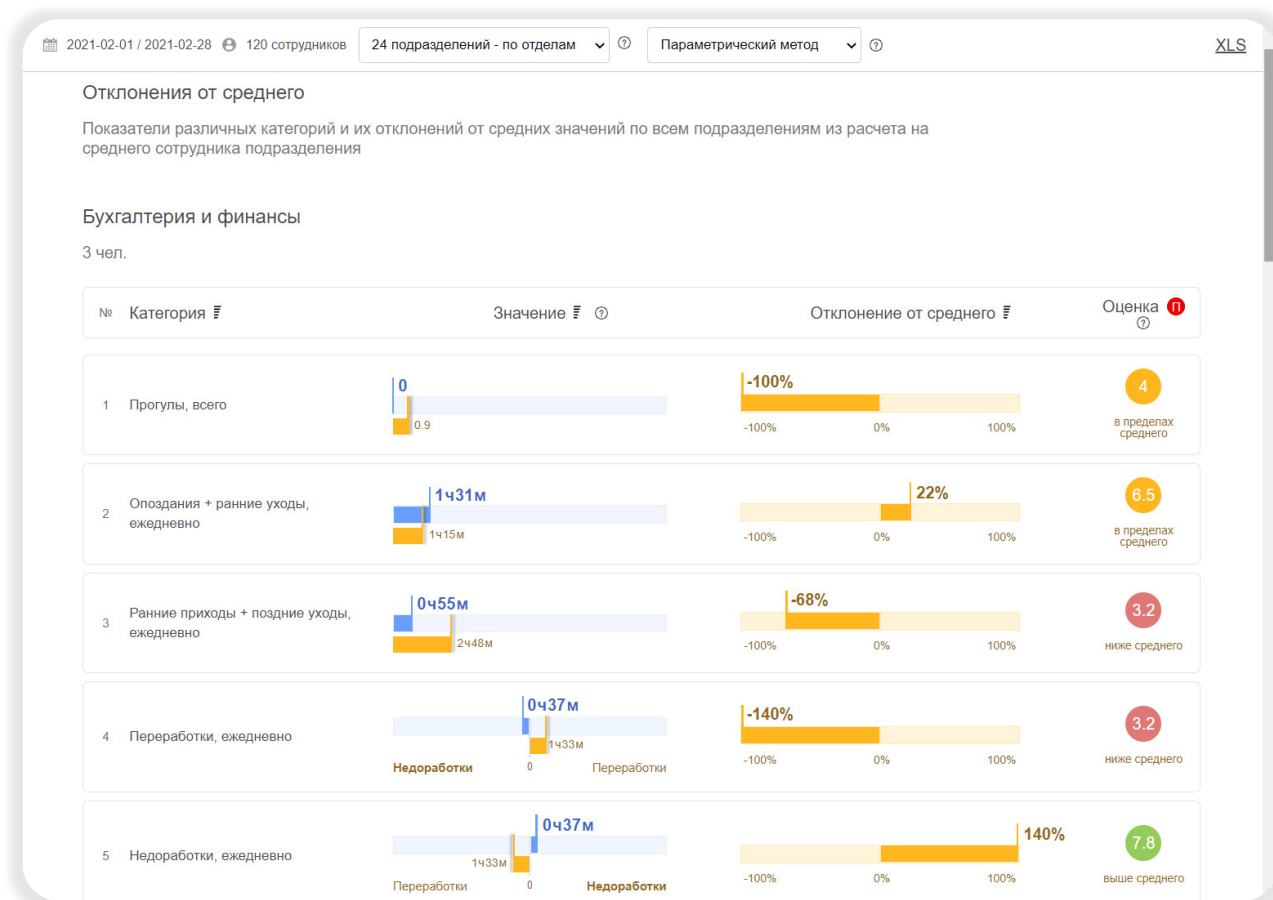 2021-02-01 / 2021-02-28 120 сотрудников 24 подразделений - по отделам ? Параметрический метод ? XLS
Отклонения от среднего
Показатели различных категорий и их отклонений от средних значений по всем подразделениям из расчета на
среднего сотрудника подразделения
Бухгалтерия и финансы
3 чел.
№ Категория Значение ? Отклонение от среднего Оценка П
?
0 -100% 4
1 Прогулы, всего
0.9 -100% 0% 100% в пределах
среднего
1ч31м 22% 6.5
2 Опоздания + ранние уходы,
ежедневно
1ч15м -100% 0% 100% в пределах
среднего
0ч55м -68% 3.2
3 Ранние приходы + поздние уходы,
ежедневно
2ч48м -100% 0% 100% ниже среднего
0ч37м -140% 3.2
4 Переработки, ежедневно
1ч33м
Недоработки 0 Переработки -100% 0% 100% ниже среднего
0ч37м 140% 7.8
5 Недоработки, ежедневно
1ч33м
Переработки 0 Недоработки -100% 0% 100% выше среднего